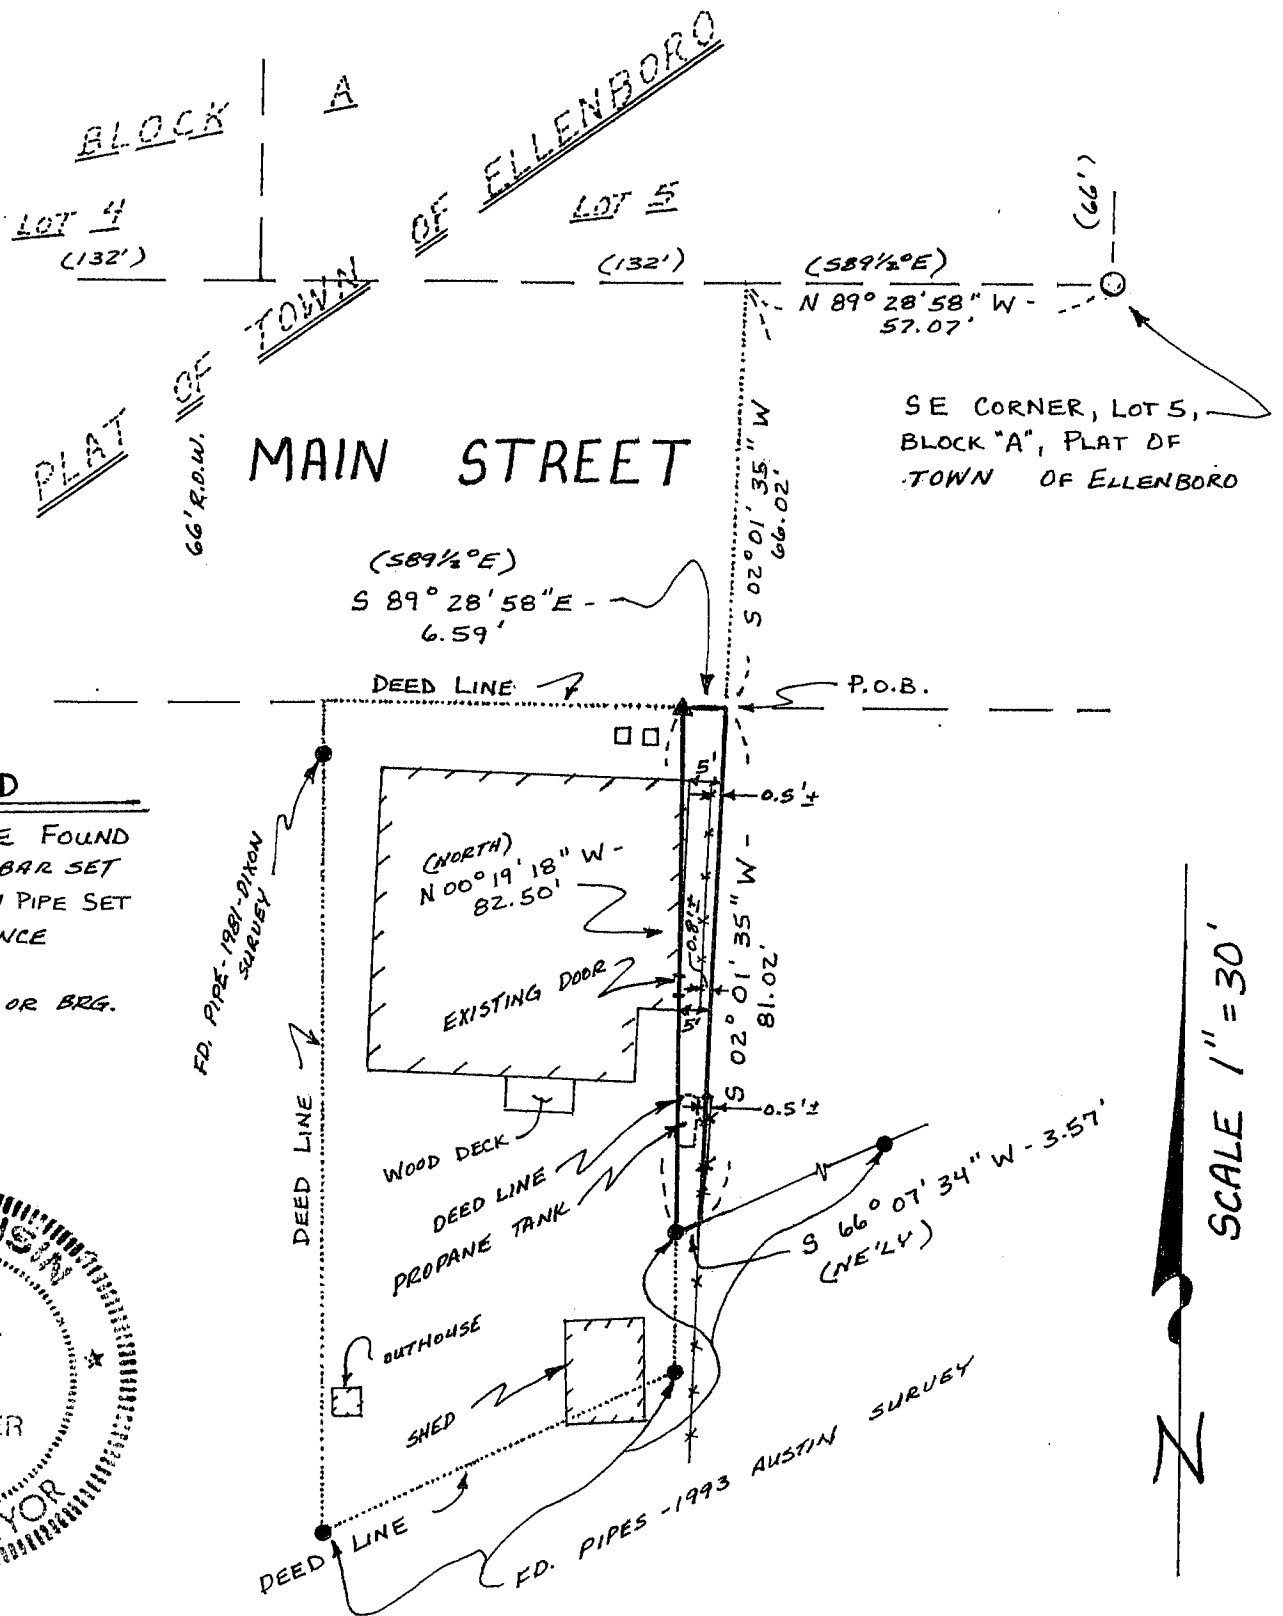 BLOCK A
LOT 4
(132')
PLAT OF TOWN OF ELLENBORO
LOT 5
(132')
(S89½°E)
N 89° 28' 58" W -
57.07'
(66')
SE CORNER, LOT 5,
BLOCK "A", PLAT OF
TOWN OF ELLENBORO
66' R.O.W.
MAIN STREET
S 02° 01' 35" W
66.02'
(S89½°E)
S 89° 28' 58" E -
6.59'
DEED LINE
P.O.B.
D
E FOUND
BAR SET
PIPE SET
NCE
OR BRG.
FD. PIPE-1981-DIXON
SURVEY
5'
0.5'±
(NORTH)
N 00° 19' 18" W -
82.50'
0.8'±
S 02° 01' 35" W -
81.02'
EXISTING DOOR
5'
DEED LINE
WOOD DECK
DEED LINE
PROPANE TANK
0.5'±
S 66° 07' 34" W - 3.57'
(NE'LY)
SCALE 1" = 30'
OUTHOUSE
SHED
DEED LINE
FD. PIPES - 1993 AUSTIN SURVEY
N
SIN
ER
YOR